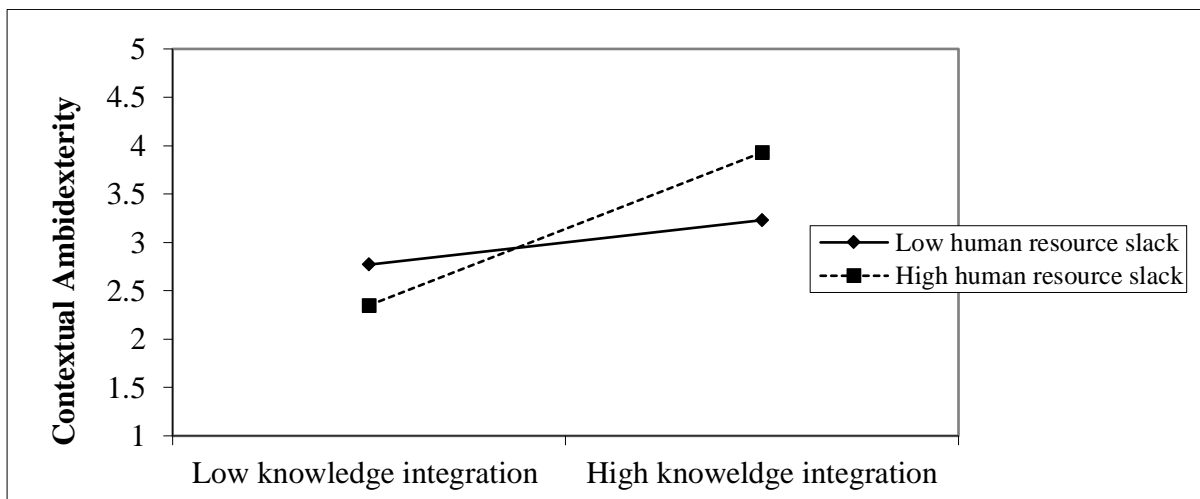 Contextual Ambidexterity
5
4.5
4
3.5
3
2.5
2
1.5
1
Low knowledge integration
High knoweldge integration
Low human resource slack
High human resource slack